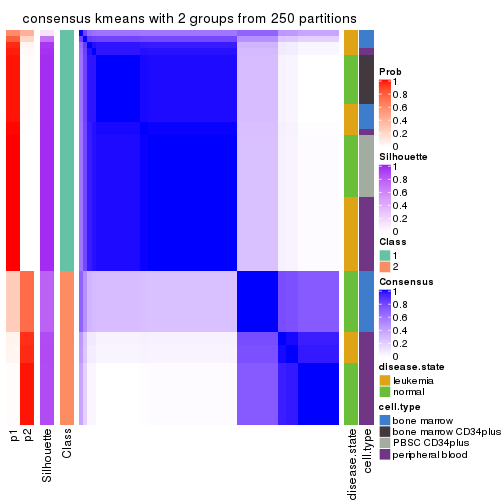 consensus kmeans with 2 groups from 250 partitions
Prob
1
0.8
0.6
0.4
0.2
0
Silhouette
1
0.8
0.6
0.4
0.2
0
Class
1
2
Consensus
1
0.8
0.6
0.4
0.2
0
disease.state
leukemia
normal
cell.type
bone marrow
bone marrow CD34plus
PBSC CD34plus
peripheral blood
p1
p2
Silhouette
Class
disease.state
cell.type